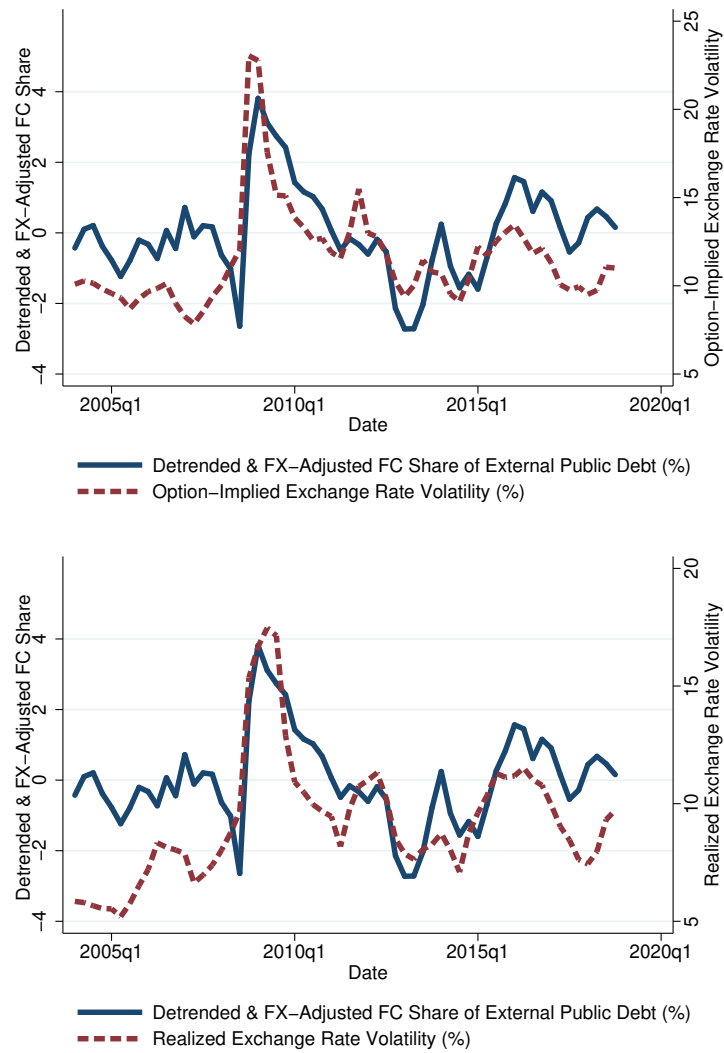 Detrended & FX−Adjusted FC Share
4
2
0
−2
−4
25
20
15
10
5
Option−Implied Exchange Rate Volatility
2005q1 2010q1 2015q1 2020q1
Date
Detrended & FX−Adjusted FC Share of External Public Debt (%)
Option−Implied Exchange Rate Volatility (%)
Detrended & FX−Adjusted FC Share
4
2
0
−2
−4
20
15
10
5
Realized Exchange Rate Volatility
2005q1 2010q1 2015q1 2020q1
Date
Detrended & FX−Adjusted FC Share of External Public Debt (%)
Realized Exchange Rate Volatility (%)